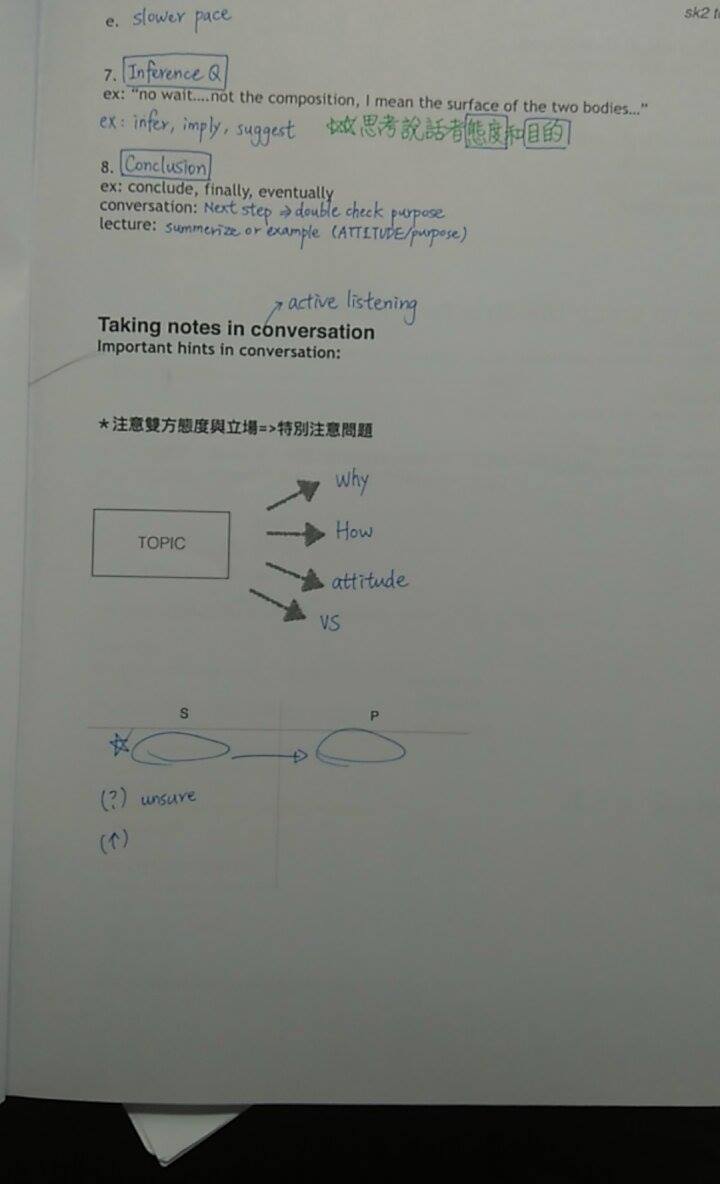 e. slower pace
sk2
7. Inference Q
ex: "no wait....not the composition, I mean the surface of the two bodies..."
ex: infer, imply, suggest ☆☆思考說話者態度和目的
8. Conclusion
ex: conclude, finally, eventually
conversation: Next step ⇒ double check purpose
lecture: summerize or example (ATTITUDE/purpose)
↗ active listening
Taking notes in conversation
Important hints in conversation:
★注意雙方態度與立場=>特別注意問題
why
TOPIC
How
attitude
VS
S P
☆ →
(?) unsure
(↑)